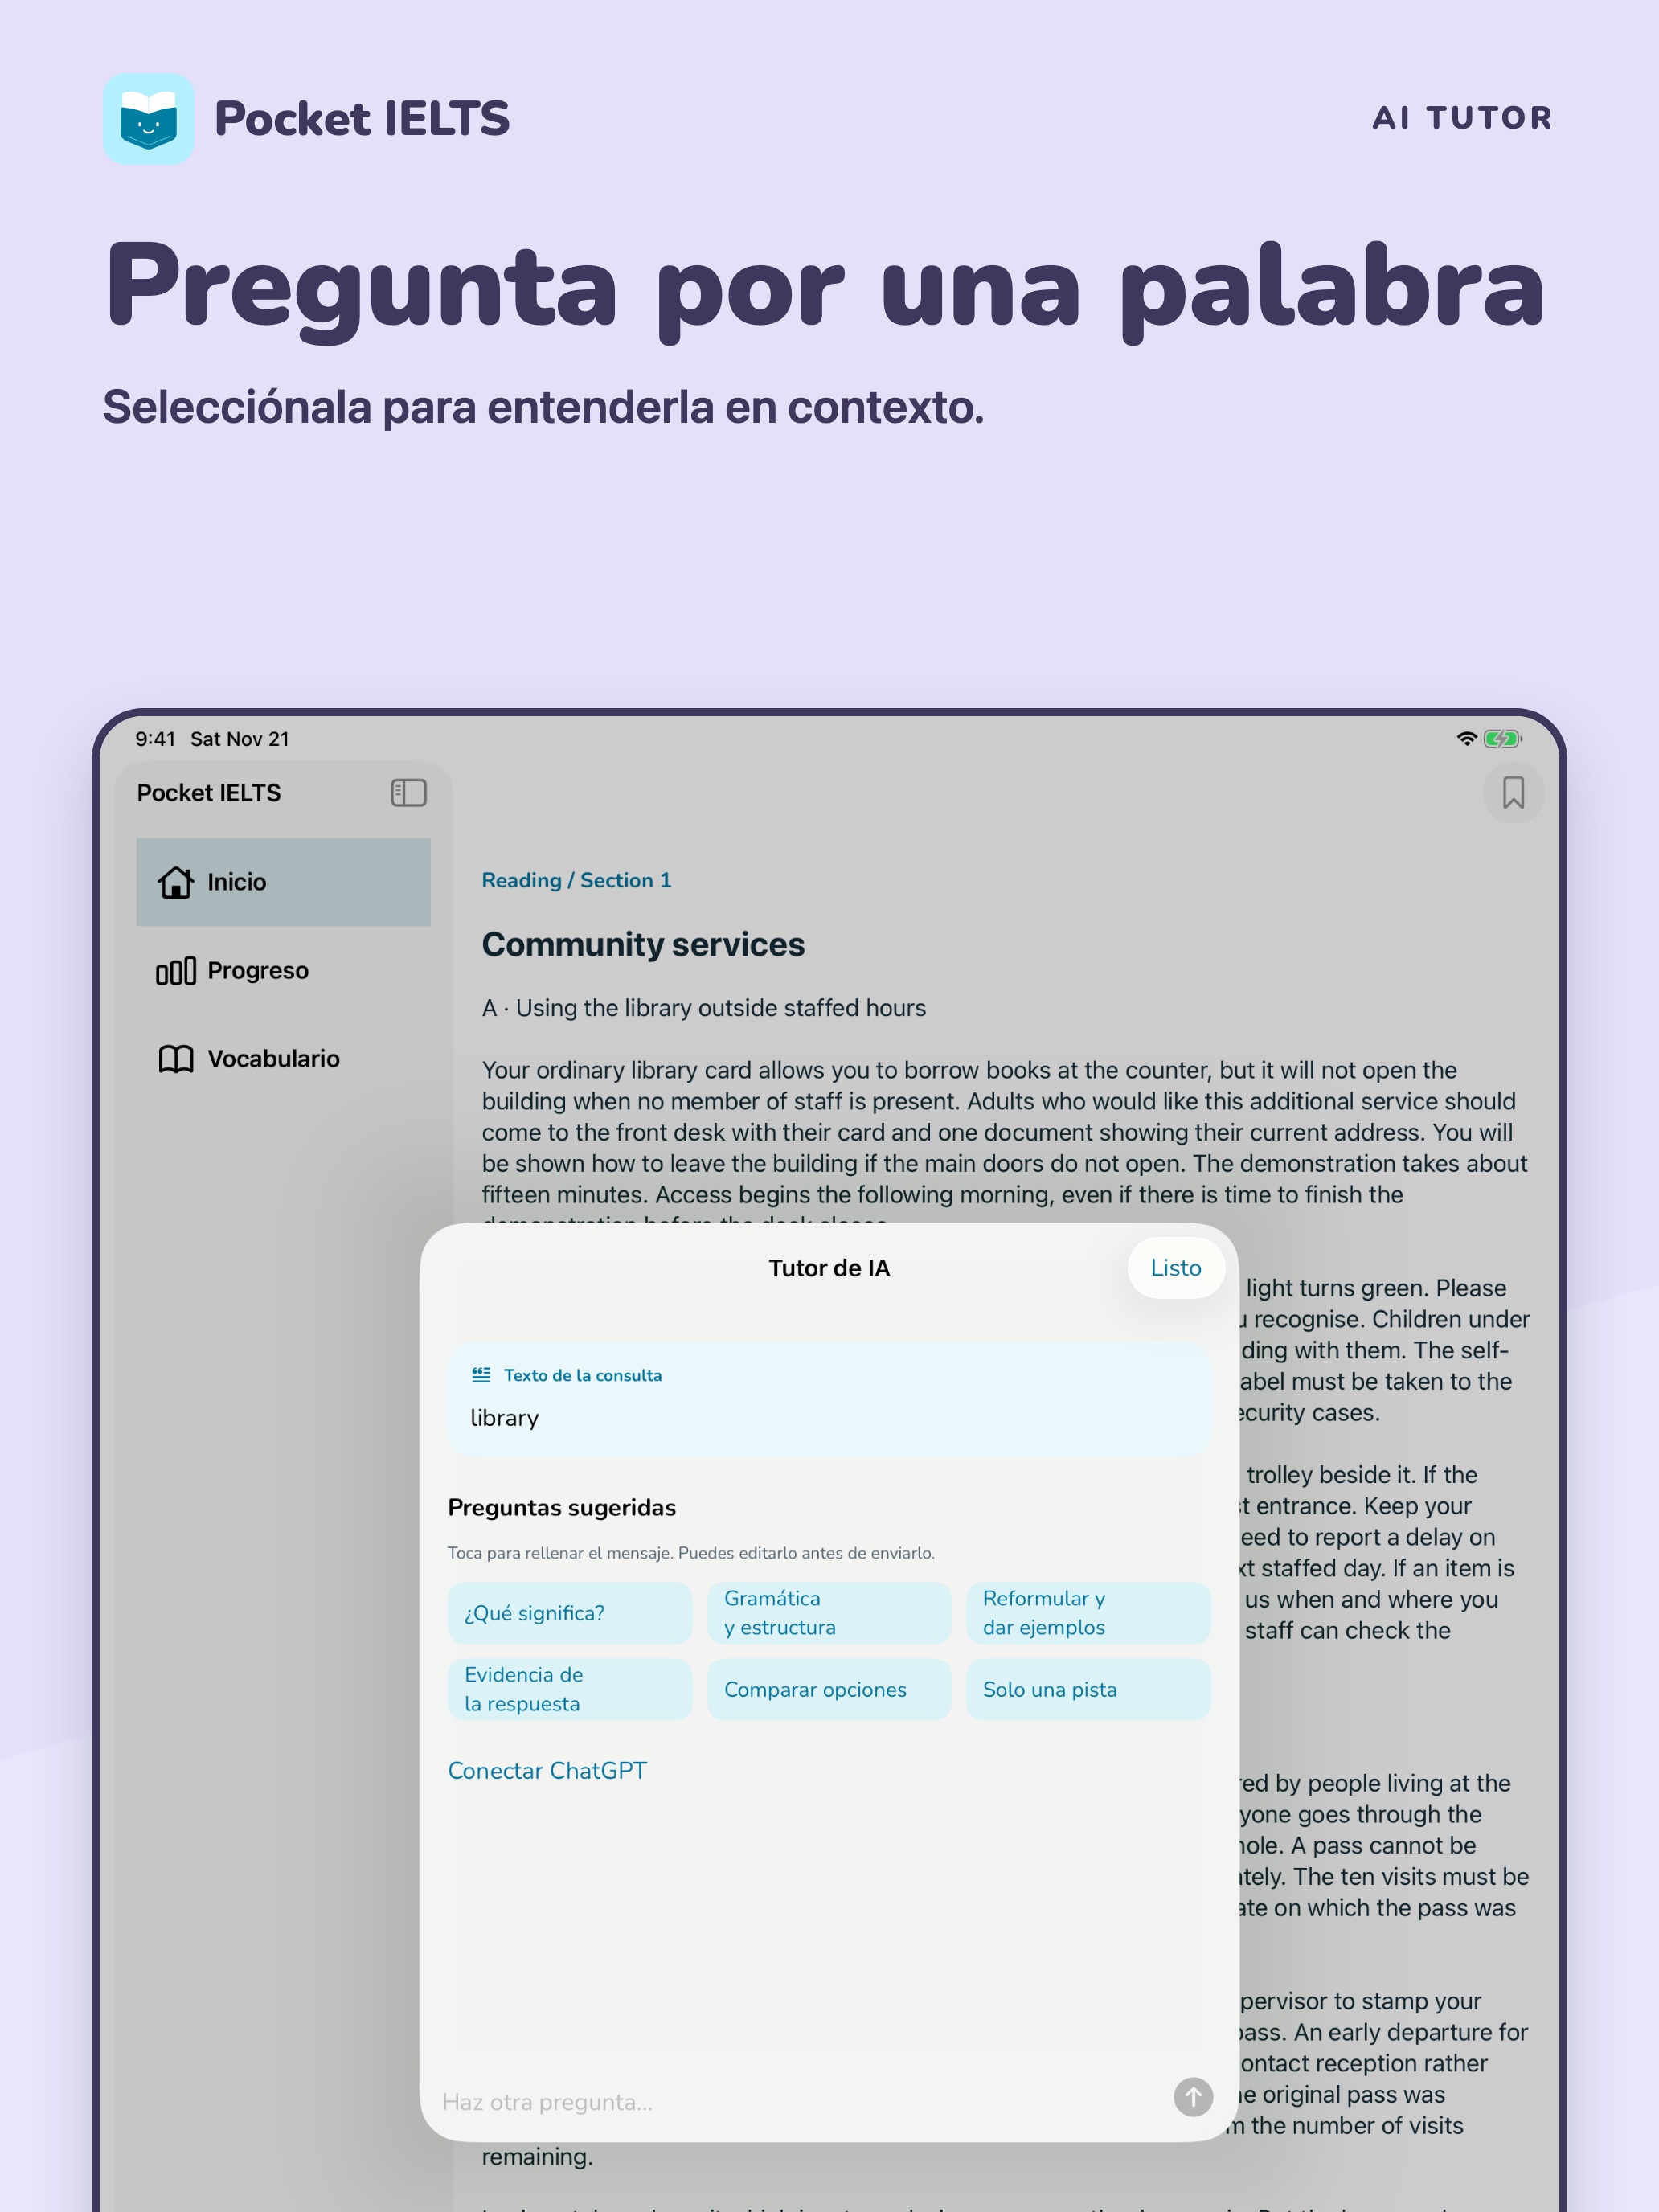 Pocket IELTS
AI TUTOR
Pregunta por una palabra
Selecciónala para entenderla en contexto.
9:41 Sat Nov 21
Pocket IELTS
Inicio
Progreso
Vocabulario
Reading / Section 1
Community services
A · Using the library outside staffed hours
Your ordinary library card allows you to borrow books at the counter, but it will not open the
building when no member of staff is present. Adults who would like this additional service should
come to the front desk with their card and one document showing their current address. You will
be shown how to leave the building if the main doors do not open. The demonstration takes about
fifteen minutes. Access begins the following morning, even if there is time to finish the
demonstration before the desk closes.
light turns green. Please
recognise. Children under
with them. The self-
must be taken to the
cases.
trolley beside it. If the
entrance. Keep your
to report a delay on
staffed day. If an item is
us when and where you
staff can check the
by people living at the
goes through the
A pass cannot be
The ten visits must be
on which the pass was
to stamp your
An early departure for
reception rather
original pass was
the number of visits
remaining.
Tutor de IA
Listo
Texto de la consulta
library
Preguntas sugeridas
Toca para rellenar el mensaje. Puedes editarlo antes de enviarlo.
¿Qué significa?
Gramática
y estructura
Reformular y
dar ejemplos
Evidencia de
la respuesta
Comparar opciones
Solo una pista
Conectar ChatGPT
Haz otra pregunta...